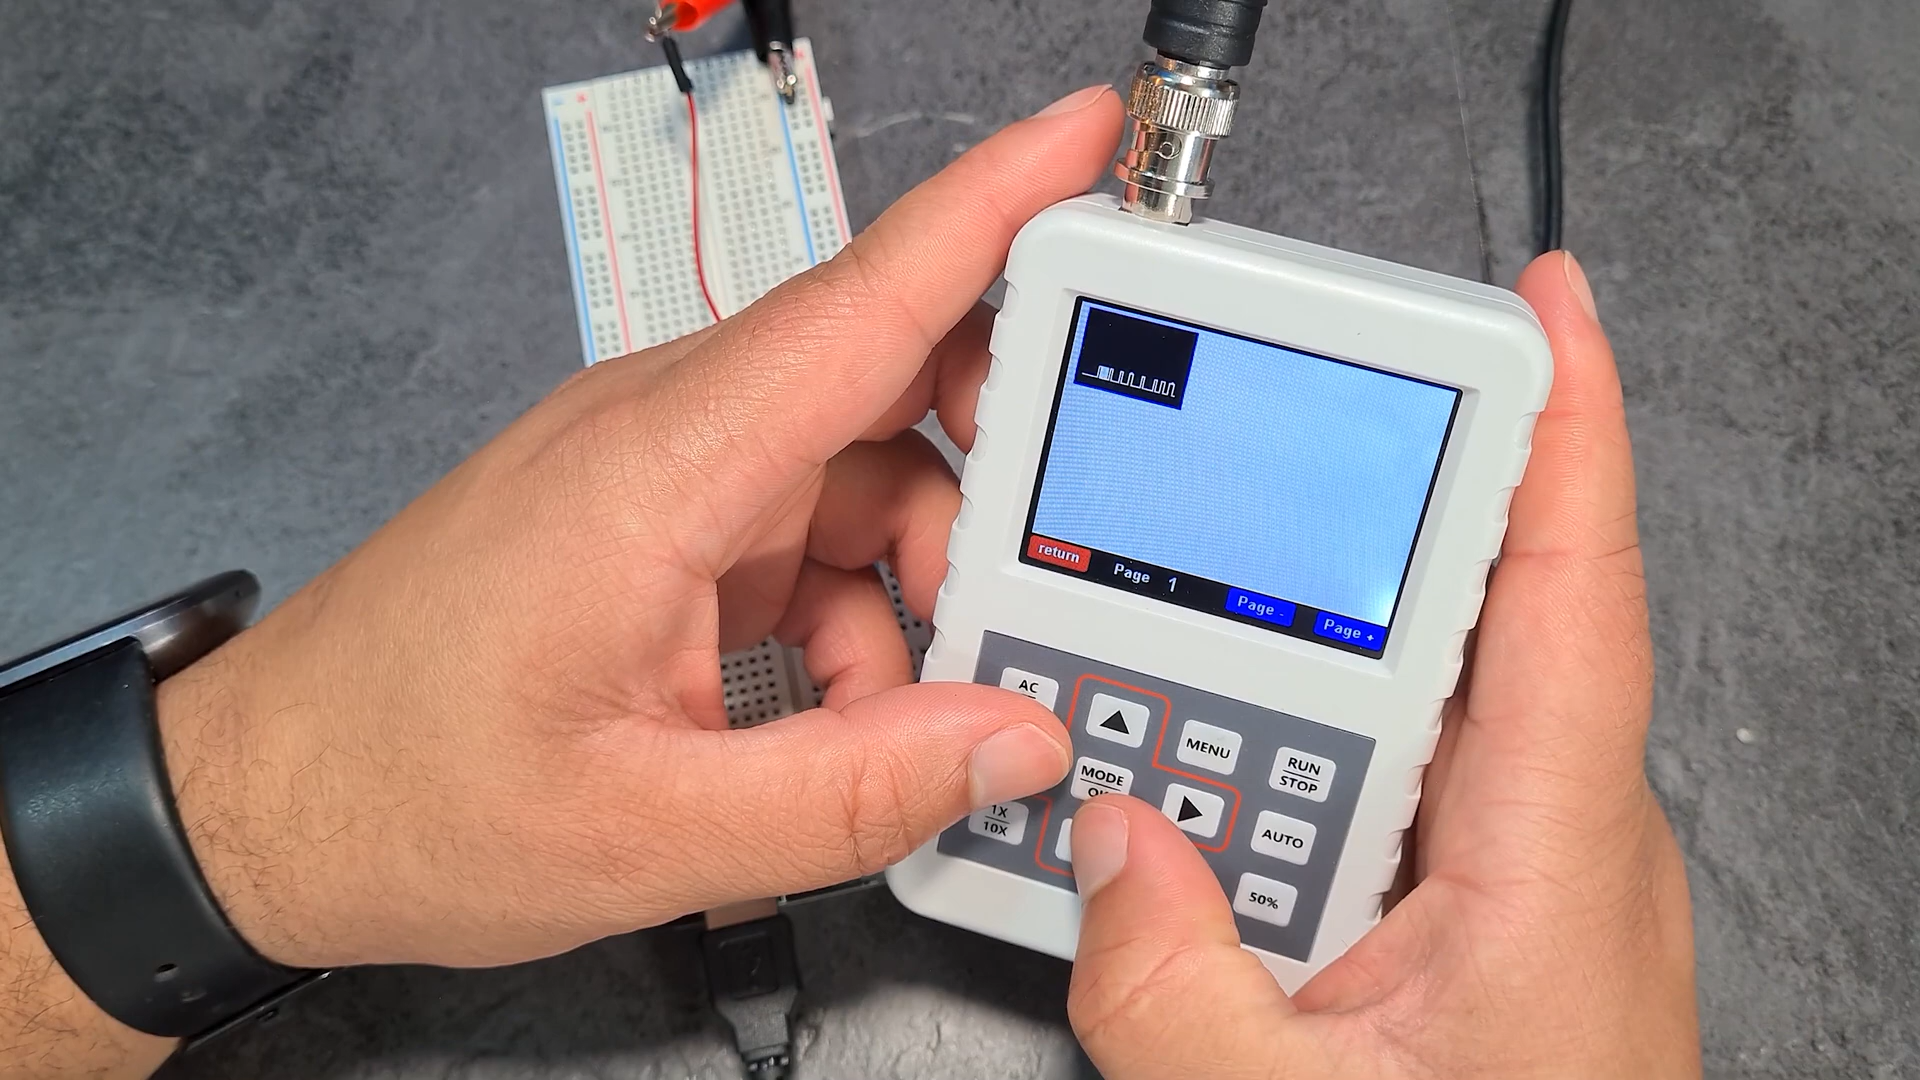 return
Page 1
Page -
Page +
AC
MENU
RUN
STOP
MODE
1X
10X
AUTO
50%